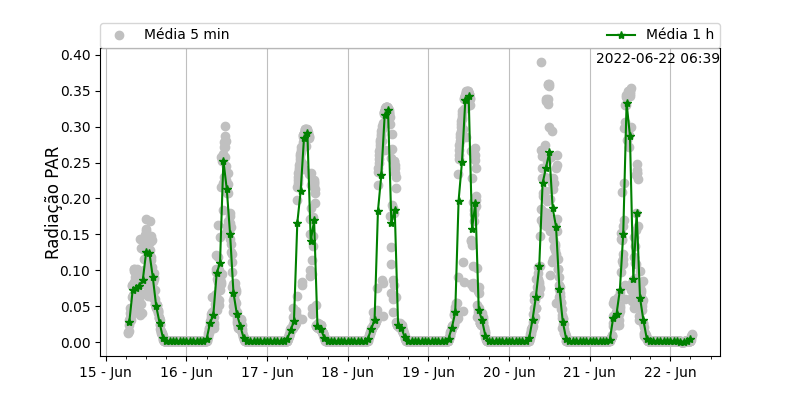 Média 5 min
Média 1 h
2022-06-22 06:39
Radiação PAR
0.40
0.35
0.30
0.25
0.20
0.15
0.10
0.05
0.00
15 - Jun
16 - Jun
17 - Jun
18 - Jun
19 - Jun
20 - Jun
21 - Jun
22 - Jun